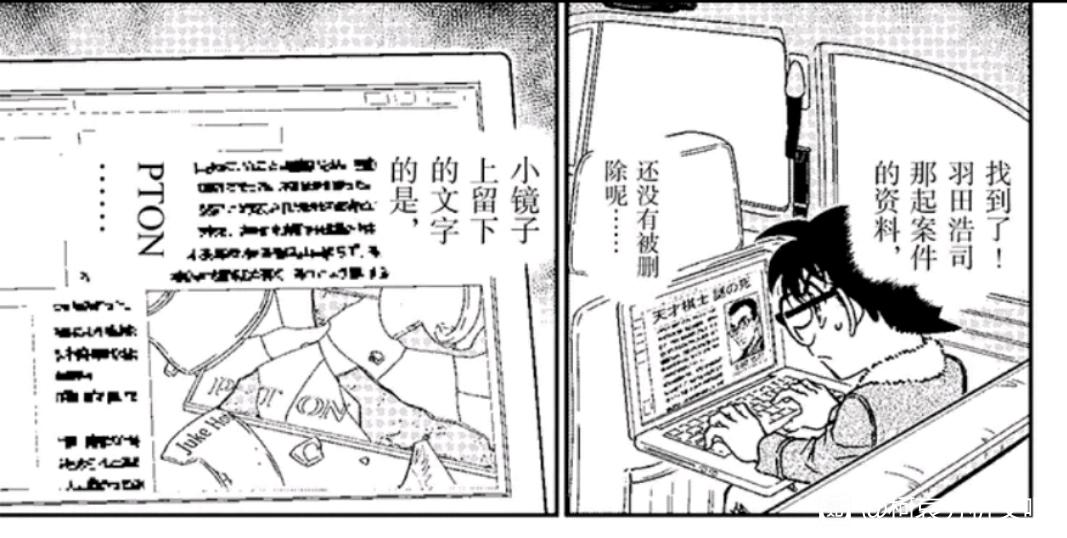 找到了！
羽田浩司
那起案件
的资料，
还没有被删
除呢……
天才棋士 謎の死
小镜子
上留下
的文字
的是，
PTON
……
P T ON
Juke